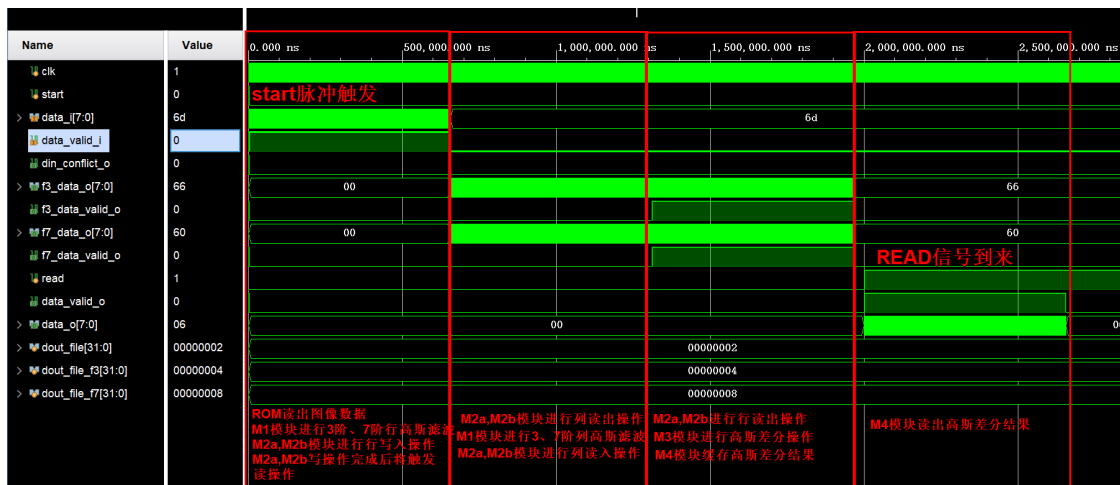 Name Value
0.000 ns 500,000.000 ns 1,000,000.000 ns 1,500,000.000 ns 2,000,000.000 ns 2,500,000.000 ns
clk 1
start 0
start脉冲触发
data_i[7:0] 6d 6d
data_valid_i 0
din_conflict_o 0
f3_data_o[7:0] 66 00 66
f3_data_valid_o 0
f7_data_o[7:0] 60 00 60
f7_data_valid_o 0
READ信号到来
read 1
data_valid_o 0
data_o[7:0] 06 00
dout_file[31:0] 00000002 00000002
dout_file_f3[31:0] 00000004 00000004
dout_file_f7[31:0] 00000008 00000008
ROM读出图像数据
M1模块进行3阶、7阶行高斯滤波
M2a,M2b模块进行行写入操作
M2a,M2b写操作完成后将触发
读操作
M2a,M2b模块进行列读出操作
M1模块进行3、7阶列高斯滤波
M2a,M2b模块进行列读入操作
M2a,M2b进行行读出操作
M3模块进行高斯差分操作
M4模块缓存高斯差分结果
M4模块读出高斯差分结果